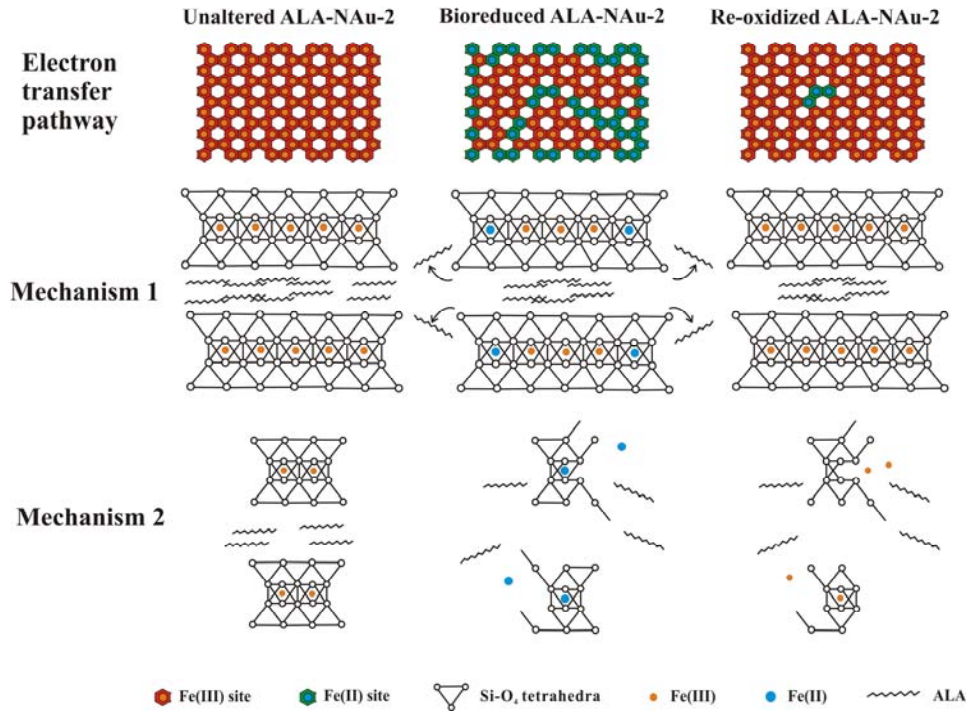 Unaltered ALA-NAu-2
Bioreduced ALA-NAu-2
Re-oxidized ALA-NAu-2
Electron
transfer
pathway
Mechanism 1
Mechanism 2
Fe(III) site
Fe(II) site
Si-O₄ tetrahedra
Fe(III)
Fe(II)
ALA